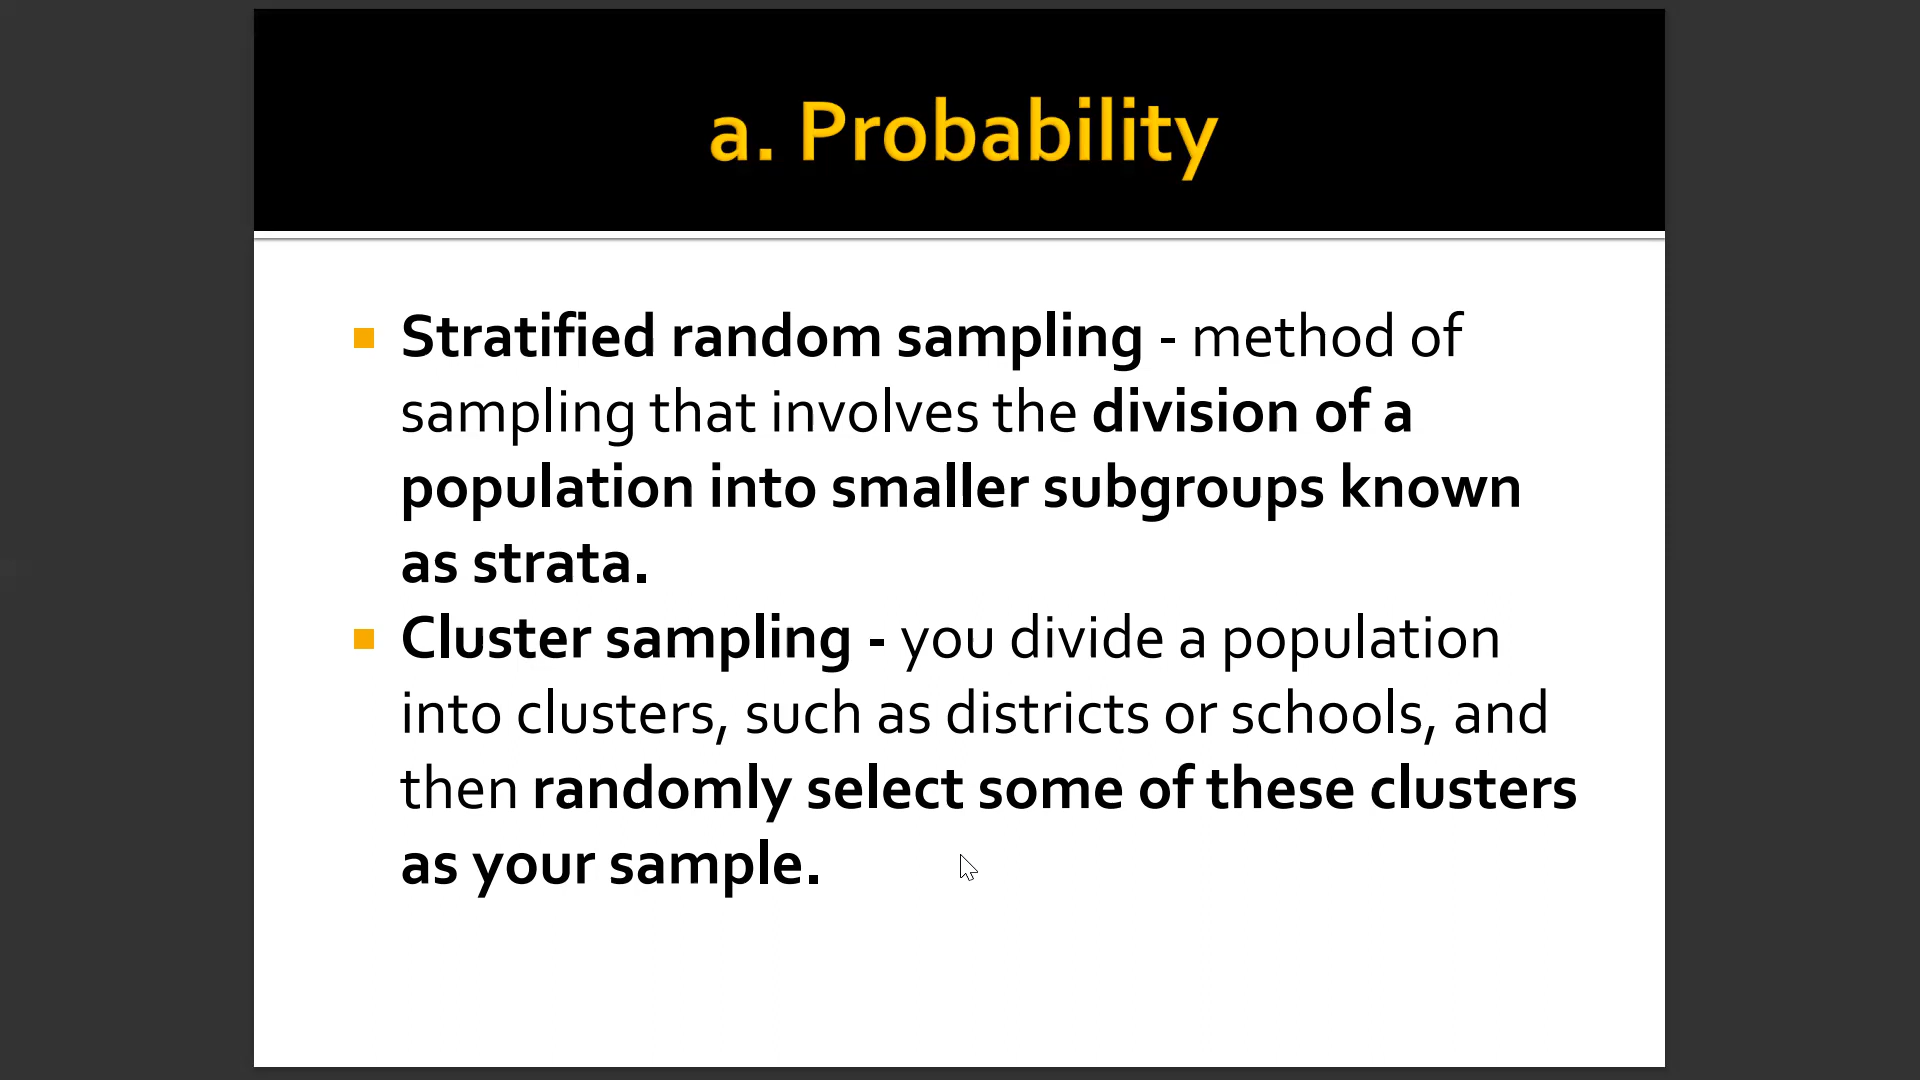 a. Probability
Stratified random sampling - method of
sampling that involves the division of a
population into smaller subgroups known
as strata.
Cluster sampling - you divide a population
into clusters, such as districts or schools, and
then randomly select some of these clusters
as your sample.